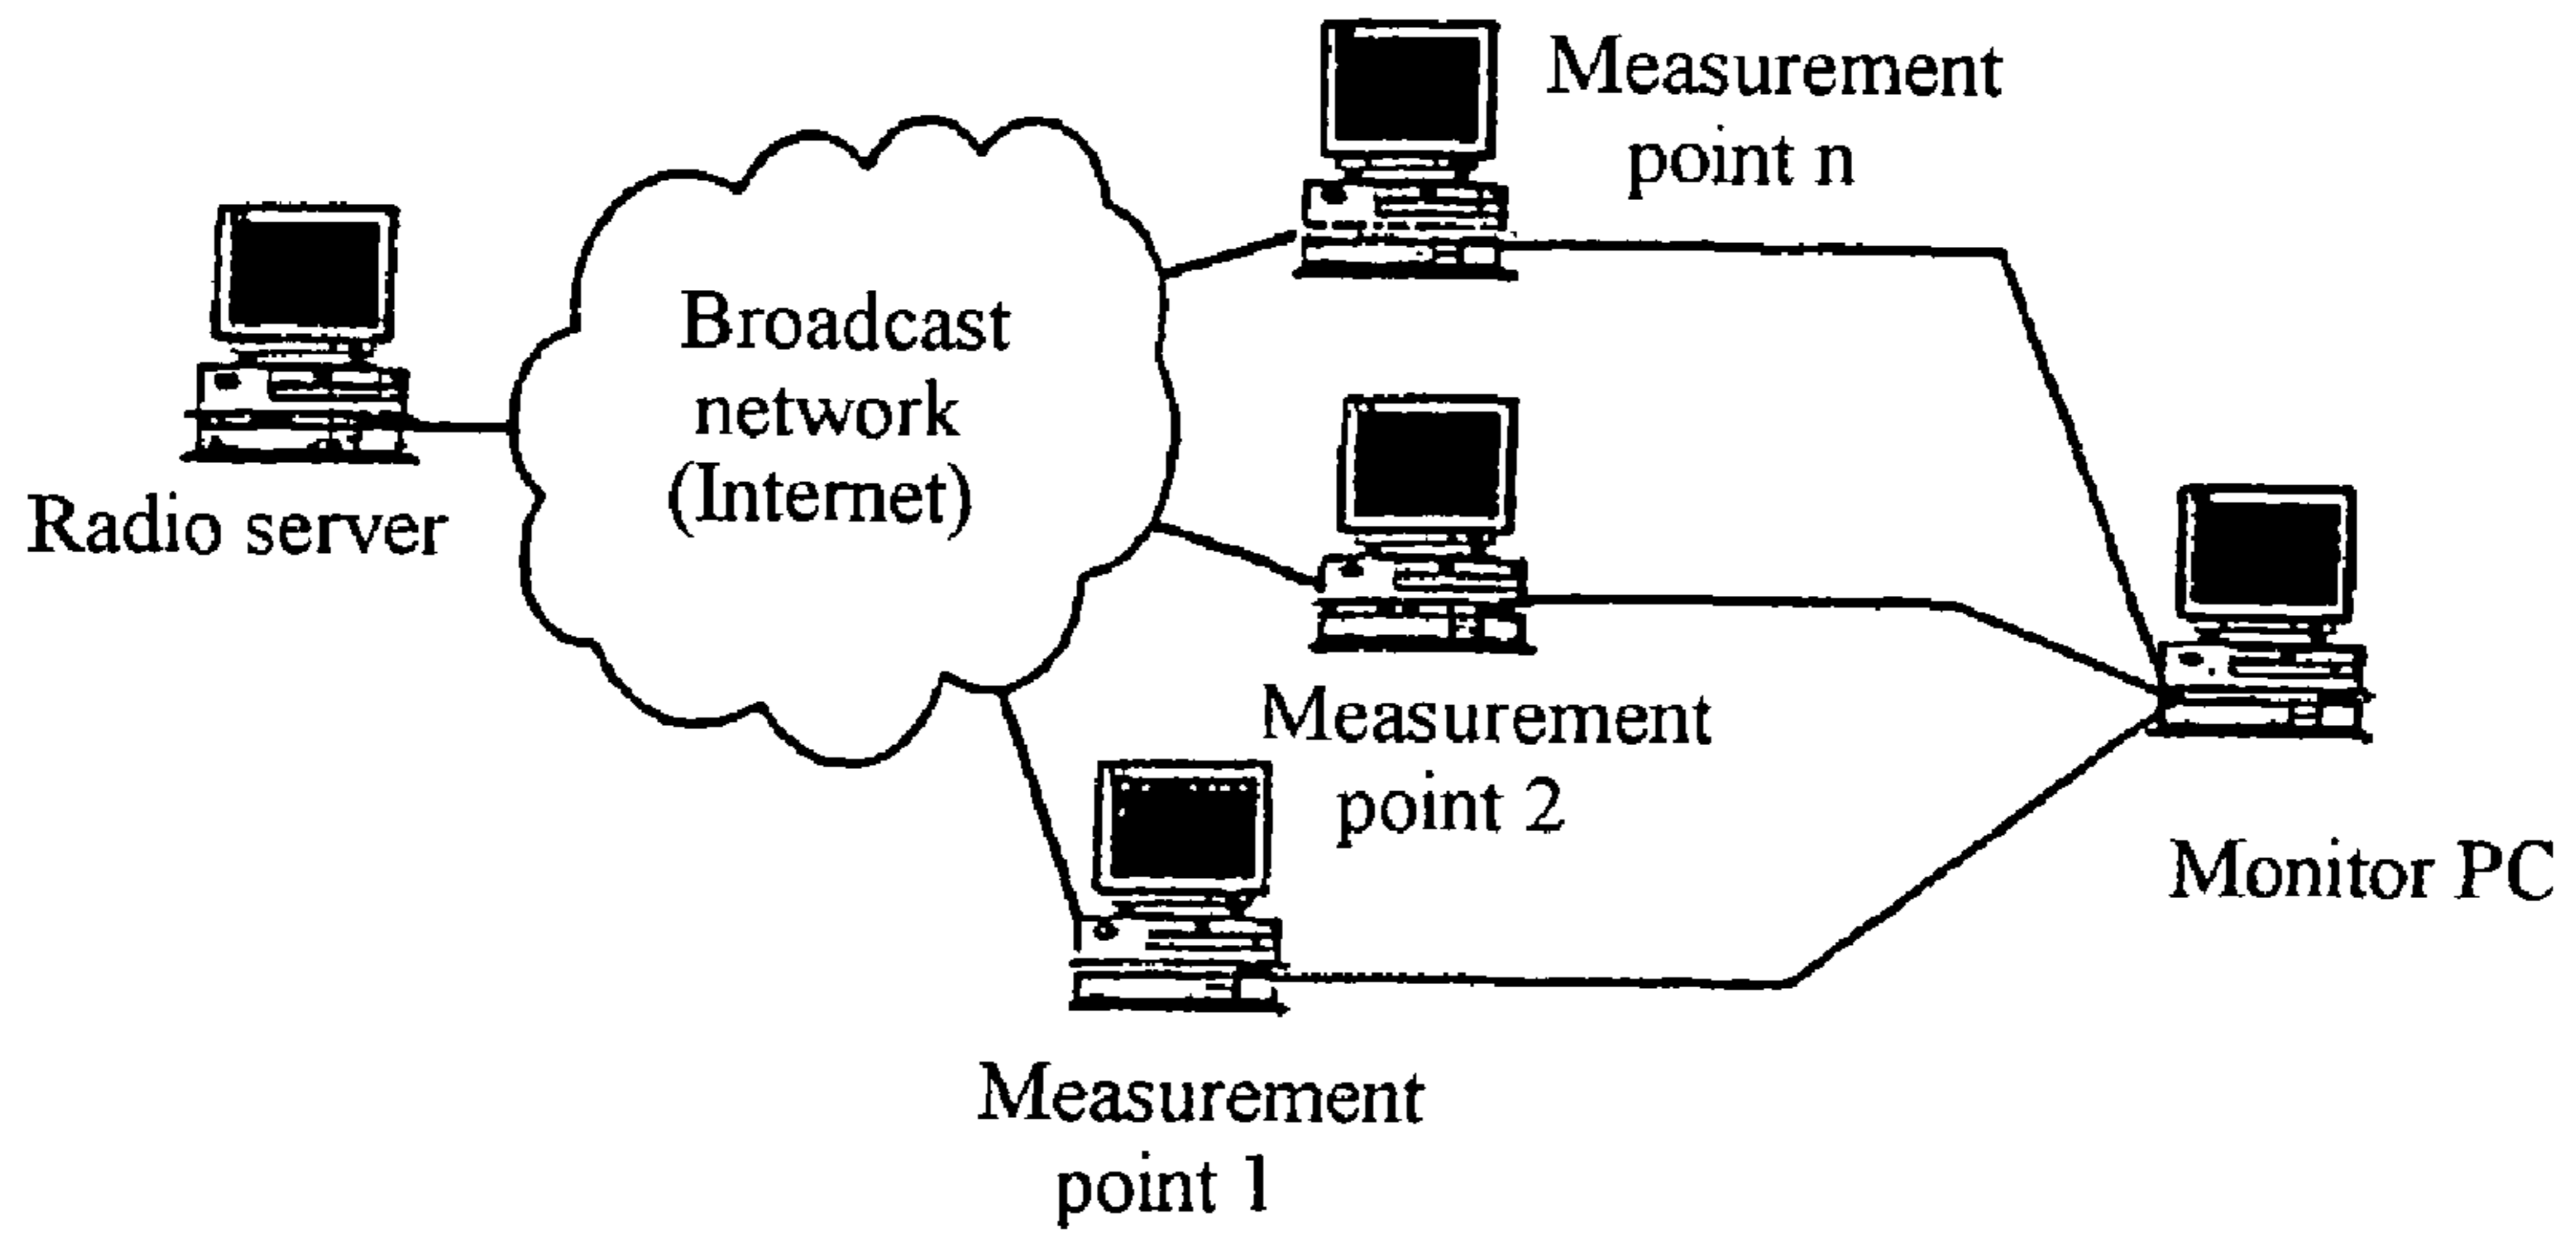 Measurement
point n
Radio server
Broadcast
network
(Internet)
Measurement
point 2
Monitor PC
Measurement
point 1